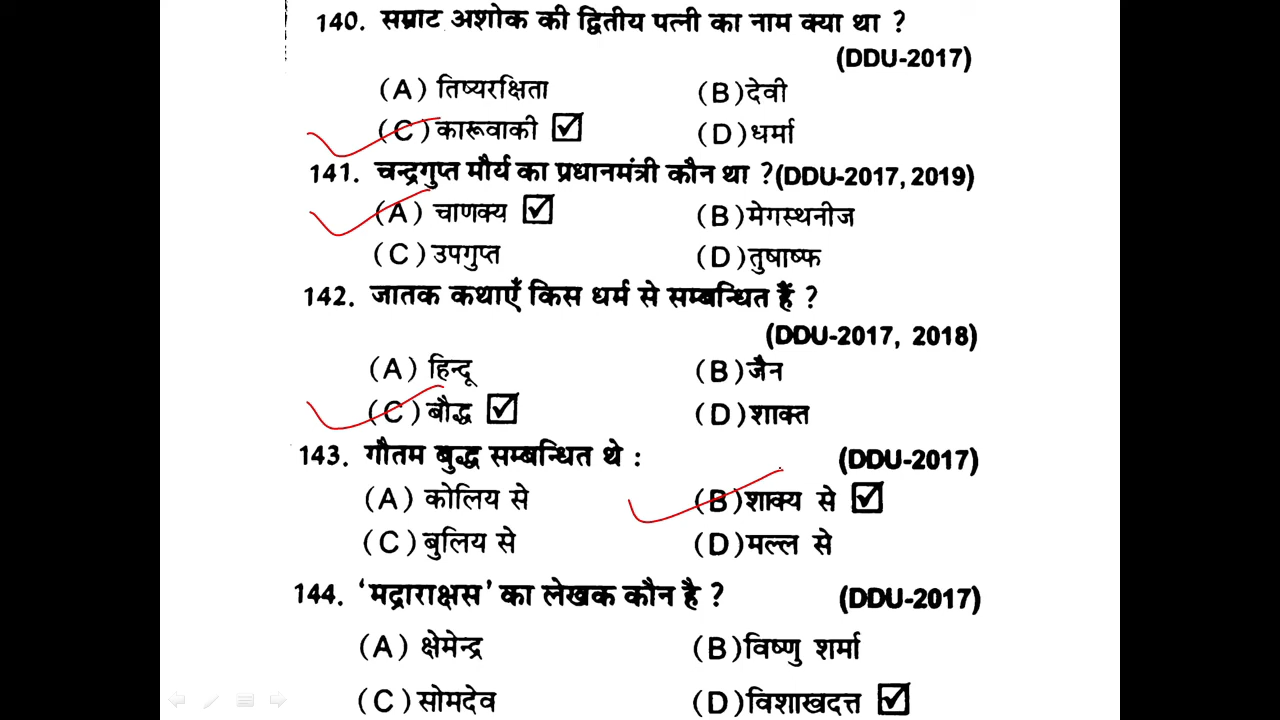 140. सम्राट अशोक की द्वितीय पत्नी का नाम क्या था ?
(DDU-2017)
(A) तिष्यरक्षिता (B) देवी
(C) कारूवाकी ☑ (D) धर्मा
141. चन्द्रगुप्त मौर्य का प्रधानमंत्री कौन था ? (DDU-2017, 2019)
(A) चाणक्य ☑ (B) मेगस्थनीज
(C) उपगुप्त (D) तुषाष्फ
142. जातक कथाएँ किस धर्म से सम्बन्धित हैं ?
(DDU-2017, 2018)
(A) हिन्दू (B) जैन
(C) बौद्ध ☑ (D) शाक्त
143. गौतम बुद्ध सम्बन्धित थे : (DDU-2017)
(A) कोलिय से (B) शाक्य से ☑
(C) बुलिय से (D) मल्ल से
144. ‘मद्राराक्षस’ का लेखक कौन है ? (DDU-2017)
(A) क्षेमेन्द्र (B) विष्णु शर्मा
(C) सोमदेव (D) विशाखदत्त ☑